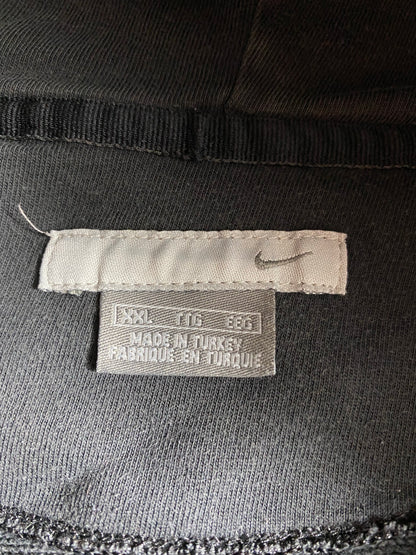 XXL TTG EEG
MADE IN TURKEY
FABRIQUE EN TURQUIE